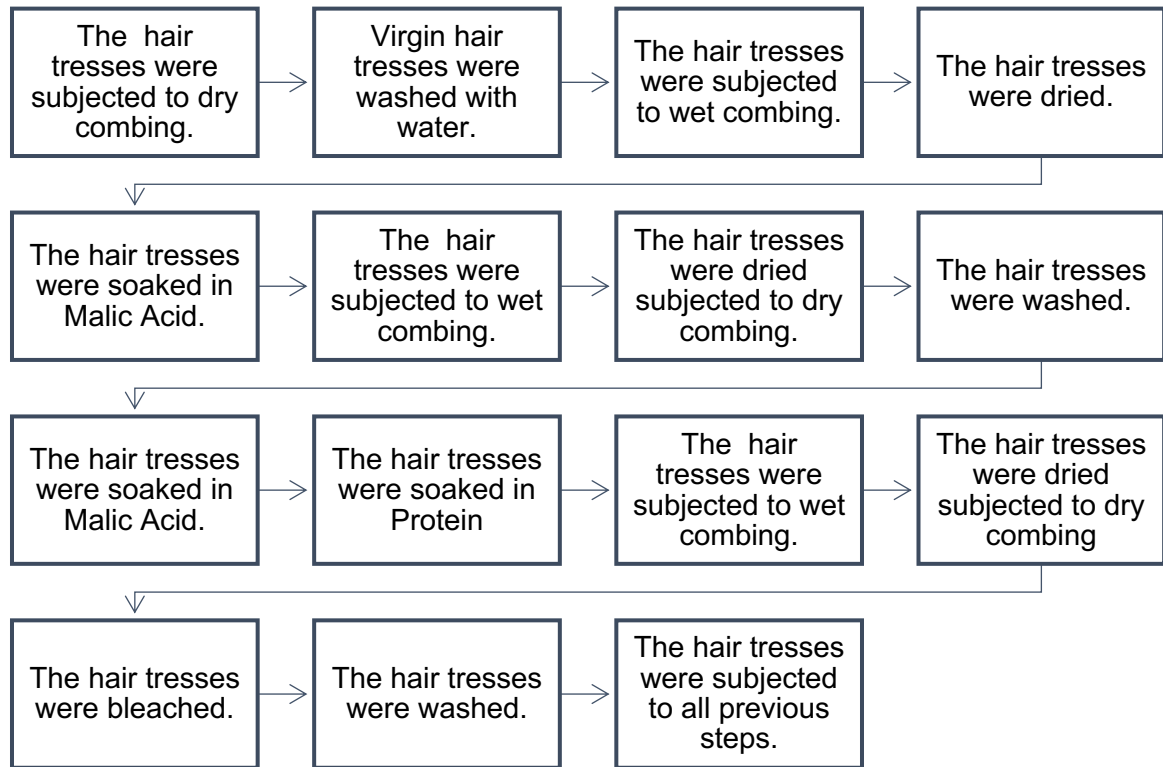 The hair
tresses were
subjected to dry
combing.
Virgin hair
tresses were
washed with
water.
The hair tresses
were subjected
to wet combing.
The hair tresses
were dried.
The hair tresses
were soaked in
Malic Acid.
The hair
tresses were
subjected to wet
combing.
The hair tresses
were dried
subjected to dry
combing.
The hair tresses
were washed.
The hair tresses
were soaked in
Malic Acid.
The hair tresses
were soaked in
Protein
The hair
tresses were
subjected to wet
combing.
The hair tresses
were dried
subjected to dry
combing
The hair tresses
were bleached.
The hair tresses
were washed.
The hair tresses
were subjected
to all previous
steps.